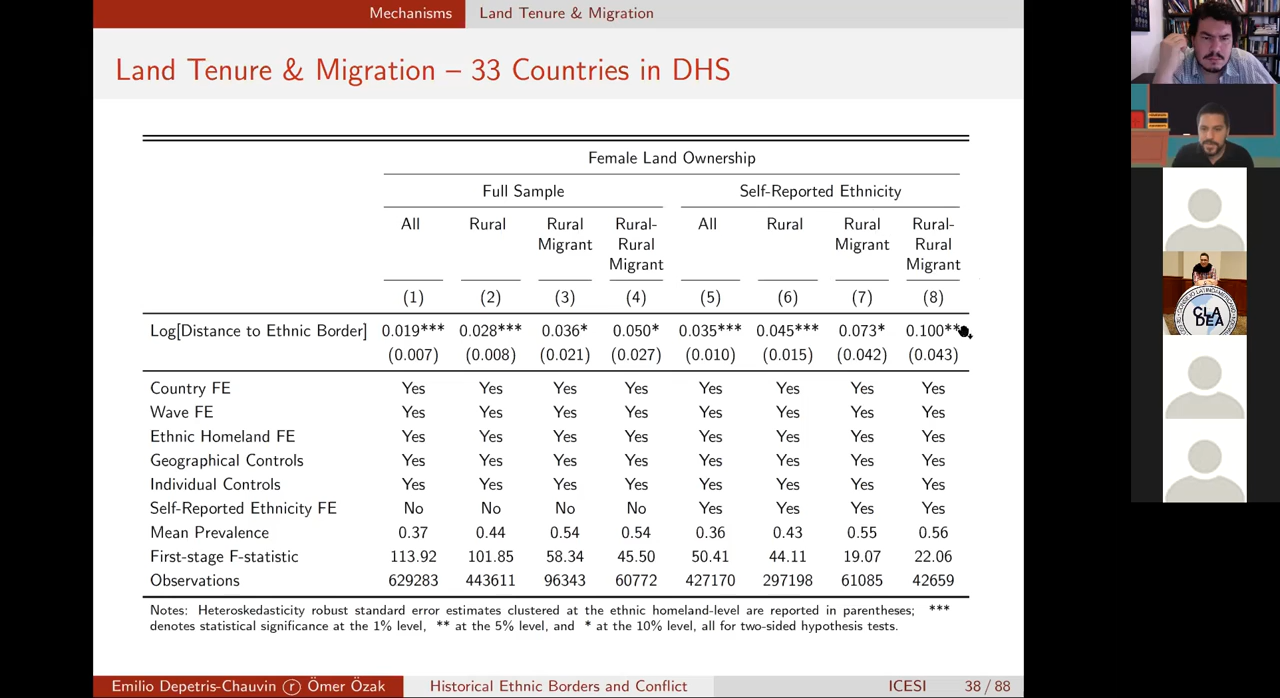 Mechanisms Land Tenure & Migration
Land Tenure & Migration – 33 Countries in DHS
Female Land Ownership
Full Sample Self-Reported Ethnicity
All Rural Rural Migrant Rural-Rural Migrant All Rural Rural Migrant Rural-Rural Migrant
(1) (2) (3) (4) (5) (6) (7) (8)
Log[Distance to Ethnic Border] 0.019*** 0.028*** 0.036* 0.050* 0.035*** 0.045*** 0.073* 0.100**
(0.007) (0.008) (0.021) (0.027) (0.010) (0.015) (0.042) (0.043)
Country FE Yes Yes Yes Yes Yes Yes Yes Yes
Wave FE Yes Yes Yes Yes Yes Yes Yes Yes
Ethnic Homeland FE Yes Yes Yes Yes Yes Yes Yes Yes
Geographical Controls Yes Yes Yes Yes Yes Yes Yes Yes
Individual Controls Yes Yes Yes Yes Yes Yes Yes Yes
Self-Reported Ethnicity FE No No No No Yes Yes Yes Yes
Mean Prevalence 0.37 0.44 0.54 0.54 0.36 0.43 0.55 0.56
First-stage F-statistic 113.92 101.85 58.34 45.50 50.41 44.11 19.07 22.06
Observations 629283 443611 96343 60772 427170 297198 61085 42659
Notes: Heteroskedasticity robust standard error estimates clustered at the ethnic homeland-level are reported in parentheses; ***
denotes statistical significance at the 1% level, ** at the 5% level, and * at the 10% level, all for two-sided hypothesis tests.
Emilio Depetris-Chauvin ⓡ Ömer Özak Historical Ethnic Borders and Conflict ICESI 38 / 88
CLA
DEA